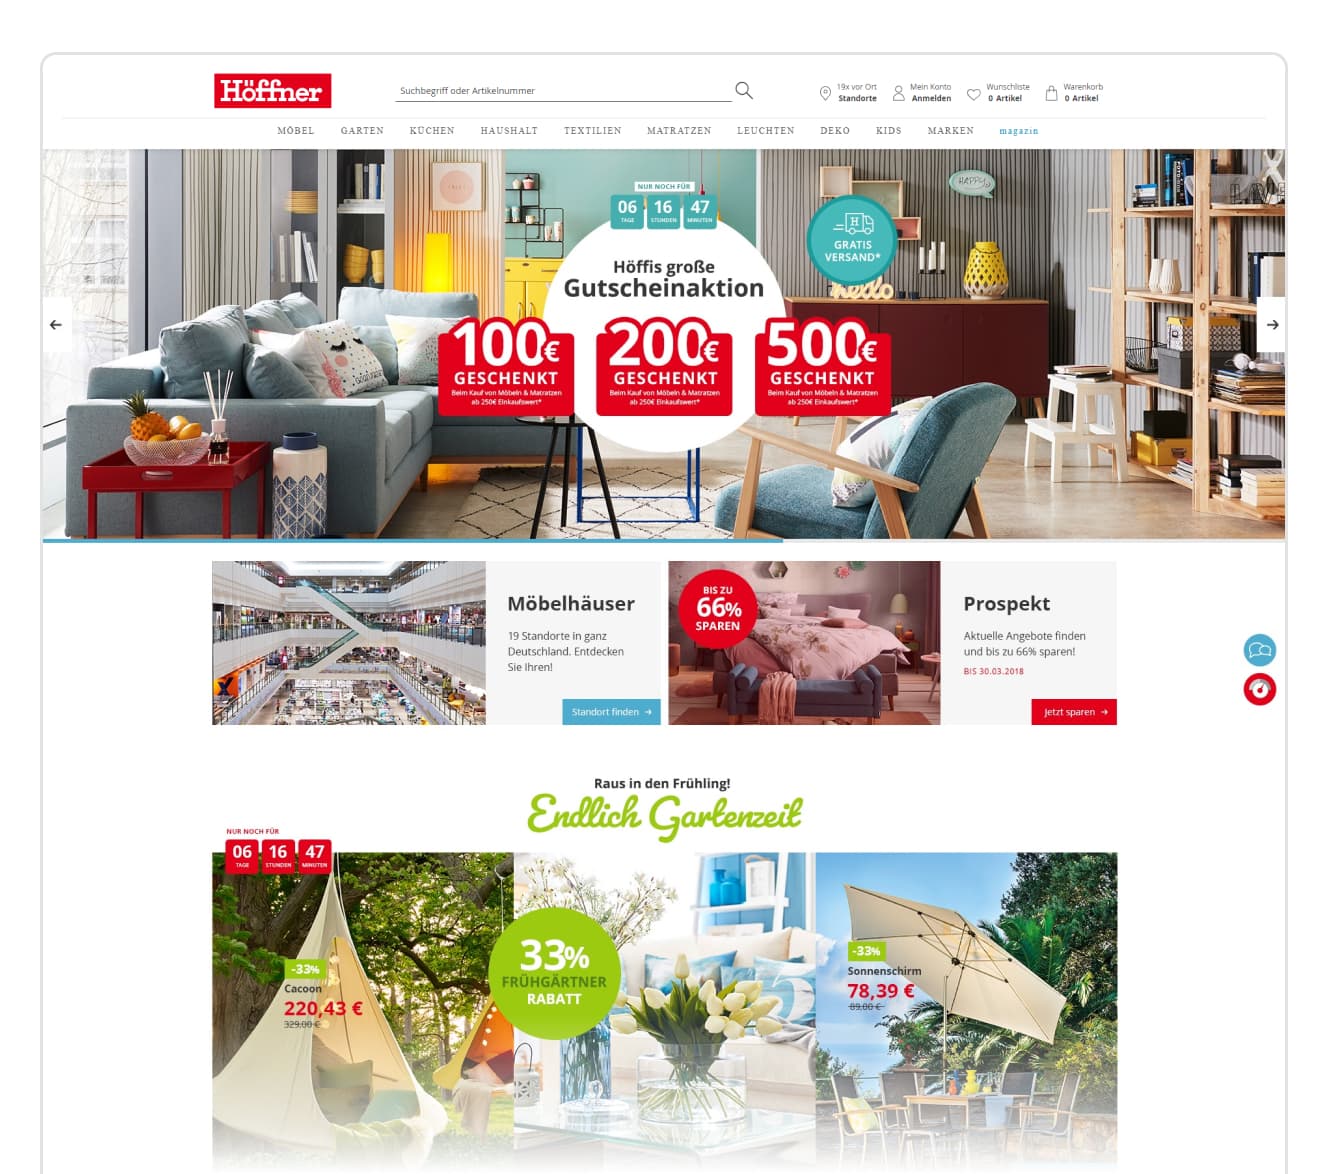 Höffner
Suchbegriff oder Artikelnummer
19x vor Ort
Standorte
Mein Konto
Anmelden
Wunschliste
0 Artikel
Warenkorb
0 Artikel
MÖBEL GARTEN KÜCHEN HAUSHALT TEXTILIEN MATRATZEN LEUCHTEN DEKO KIDS MARKEN magazin
NUR NOCH FÜR
06 16 47
TAGE STUNDEN MINUTEN
HAPPY
H
GRATIS
VERSAND*
hello
Höffis große
Gutscheinaktion
100€
GESCHENKT
Beim Kauf von Möbeln & Matratzen
ab 250€ Einkaufswert*
200€
GESCHENKT
Beim Kauf von Möbeln & Matratzen
ab 250€ Einkaufswert*
500€
GESCHENKT
Beim Kauf von Möbeln & Matratzen
ab 250€ Einkaufswert*
Möbelhäuser
19 Standorte in ganz
Deutschland. Entdecken
Sie Ihren!
Standort finden
BIS ZU
66%
SPAREN
Prospekt
Aktuelle Angebote finden
und bis zu 66% sparen!
BIS 30.03.2018
Jetzt sparen
Raus in den Frühling!
Endlich Gartenzeit
NUR NOCH FÜR
06 16 47
TAGE STUNDEN MINUTEN
-33%
Cacoon
220,43 €
329,00 €
33%
FRÜHGÄRTNER
RABATT
-33%
Sonnenschirm
78,39 €
89,00 €